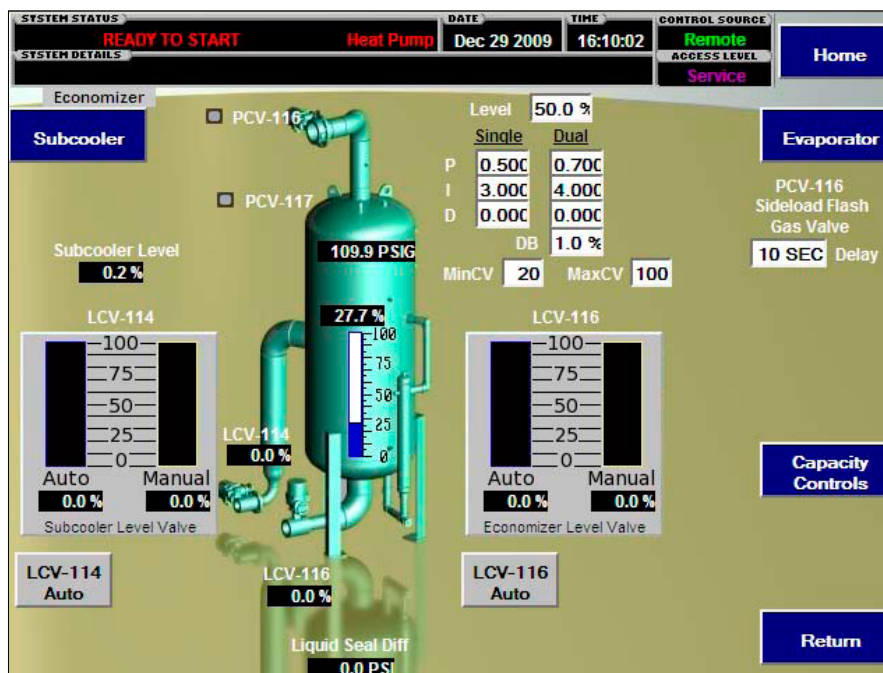 SYSTEM STATUS
READY TO START Heat Pump
DATE
Dec 29 2009
TIME
16:10:02
CONTROL SOURCE
Remote
SYSTEM DETAILS
ACCESS LEVEL
Service
Home
Economizer
Subcooler
Evaporator
PCV-116
PCV-117
Level 50.0 %
Single Dual
P 0.500 0.700
I 3.000 4.000
D 0.000 0.000
DB 1.0 %
MinCV 20 MaxCV 100
PCV-116
Sideload Flash
Gas Valve
10 SEC Delay
Subcooler Level
0.2 %
109.9 PSIG
27.7 %
100
75
50
25
0
LCV-114
100
75
50
25
0
Auto Manual
0.0 % 0.0 %
Subcooler Level Valve
LCV-114
0.0 %
LCV-116
100
75
50
25
0
Auto Manual
0.0 % 0.0 %
Economizer Level Valve
Capacity
Controls
LCV-114
Auto
LCV-116
0.0 %
LCV-116
Auto
Liquid Seal Diff
0.0 PSI
Return